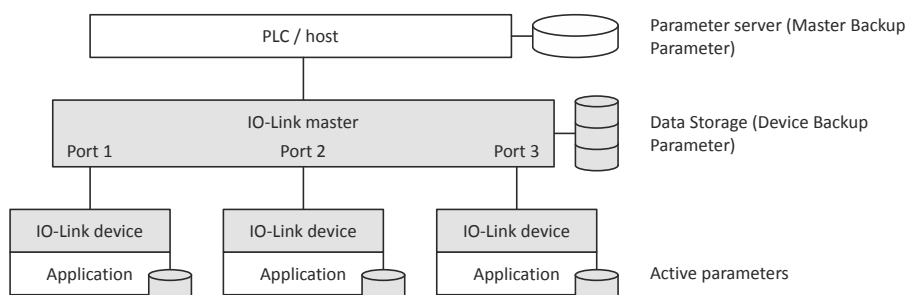 PLC / host
Parameter server (Master Backup
Parameter)
IO-Link master
Port 1 Port 2 Port 3
Data Storage (Device Backup
Parameter)
IO-Link device IO-Link device IO-Link device
Application Application Application
Active parameters